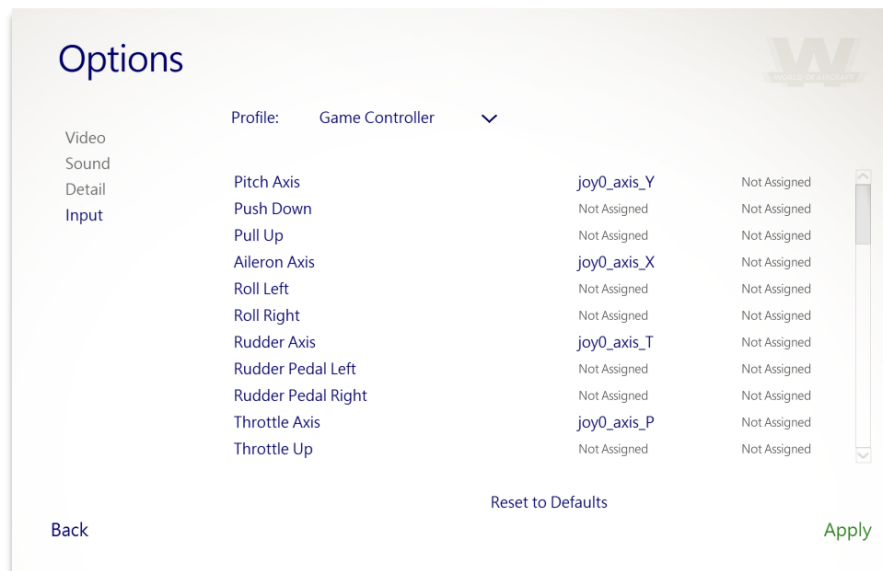 Options
WORLD OF AIRCRAFT
Profile: Game Controller
Video
Sound
Detail
Input
Pitch Axis joy0_axis_Y Not Assigned
Push Down Not Assigned Not Assigned
Pull Up Not Assigned Not Assigned
Aileron Axis joy0_axis_X Not Assigned
Roll Left Not Assigned Not Assigned
Roll Right Not Assigned Not Assigned
Rudder Axis joy0_axis_T Not Assigned
Rudder Pedal Left Not Assigned Not Assigned
Rudder Pedal Right Not Assigned Not Assigned
Throttle Axis joy0_axis_P Not Assigned
Throttle Up Not Assigned Not Assigned
Reset to Defaults
Back Apply